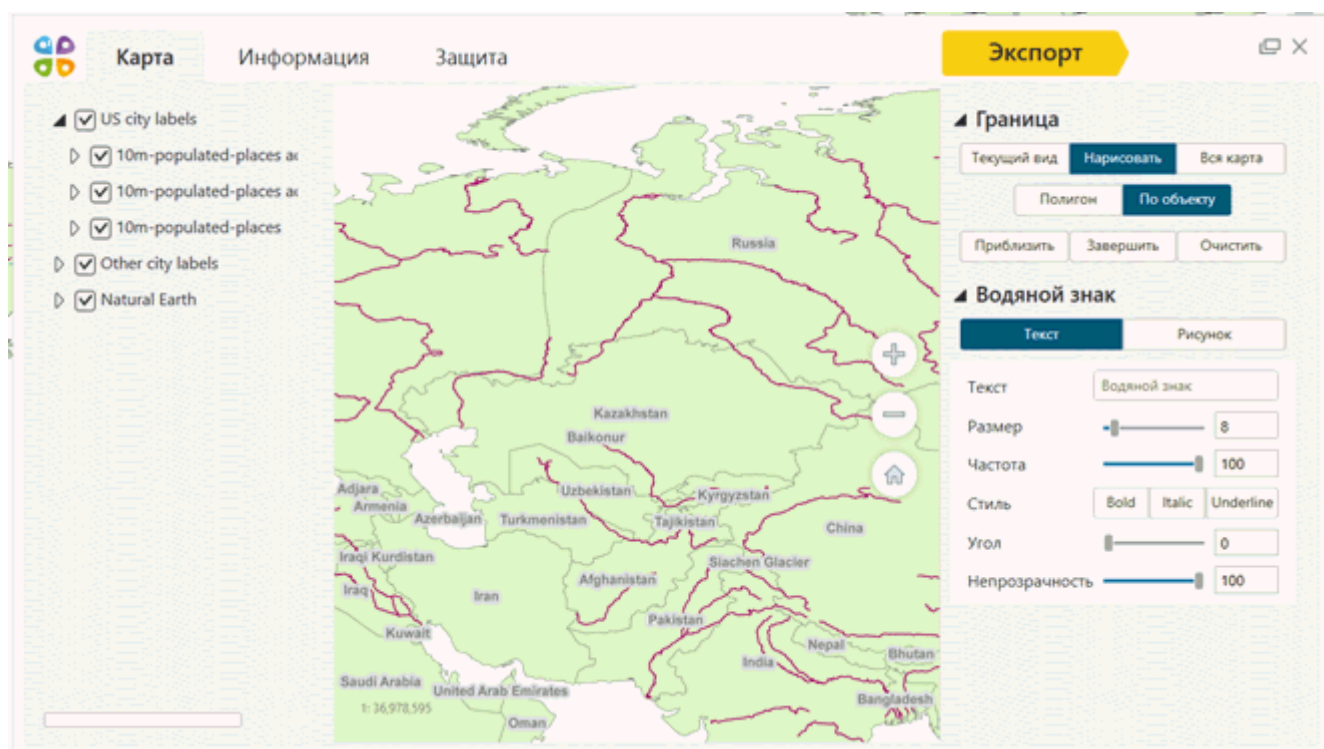 Карта Информация Защита Экспорт
US city labels
10m-populated-places
10m-populated-places
10m-populated-places
Other city labels
Natural Earth
Russia
Kazakhstan
Baikonur
Adjara Uzbekistan Kyrgyzstan
Armenia
Azerbaijan Turkmenistan Tajikistan China
Iraqi Kurdistan Siachen Glacier
Afghanistan
Iraq Iran
Pakistan
Kuwait Nepal
India Bhutan
Saudi Arabia United Arab Emirates
Bangladesh
1: 36,978,595
Oman
Граница
Текущий вид Нарисовать Вся карта
Полигон По объекту
Приблизить Завершить Очистить
Водяной знак
Текст Рисунок
Текст Водяной знак
Размер 8
Частота 100
Стиль Bold Italic Underline
Угол 0
Непрозрачность 100